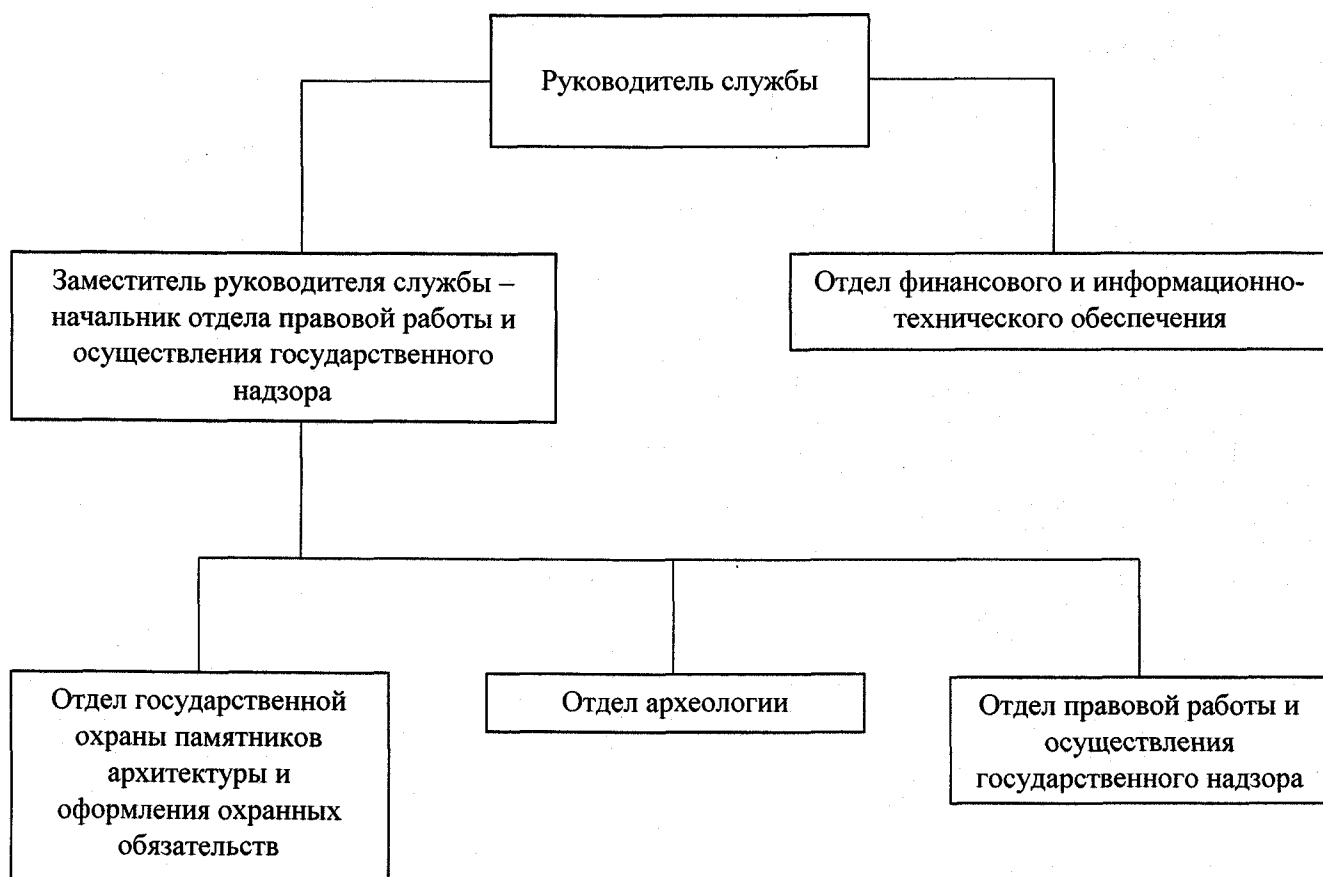 Руководитель службы
Заместитель руководителя службы –
начальник отдела правовой работы и
осуществления государственного
надзора
Отдел финансового и информационно-
технического обеспечения
Отдел государственной
охраны памятников
архитектуры и
оформления охранных
обязательств
Отдел археологии
Отдел правовой работы и
осуществления
государственного надзора